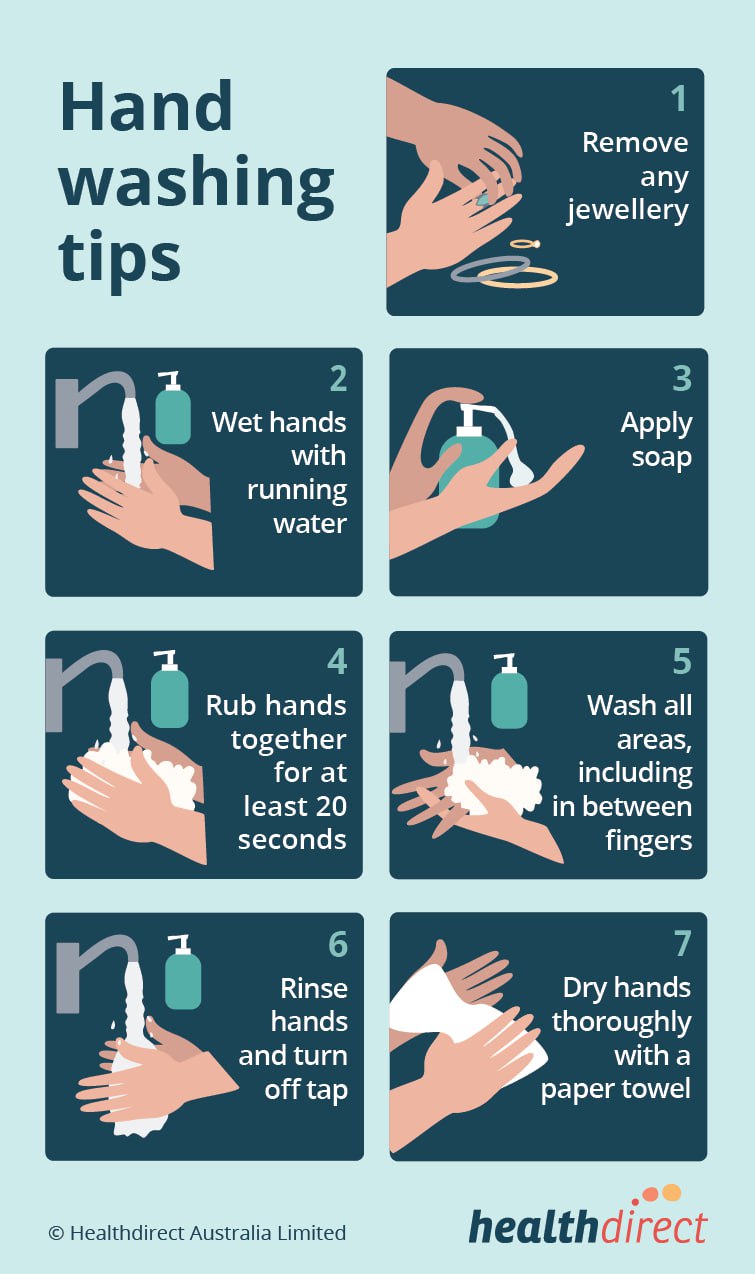 Hand
washing
tips
1
Remove
any
jewellery
2
Wet hands
with
running
water
3
Apply
soap
4
Rub hands
together
for at
least 20
seconds
5
Wash all
areas,
including
in between
fingers
6
Rinse
hands
and turn
off tap
7
Dry hands
thoroughly
with a
paper towel
© Healthdirect Australia Limited
healthdirect